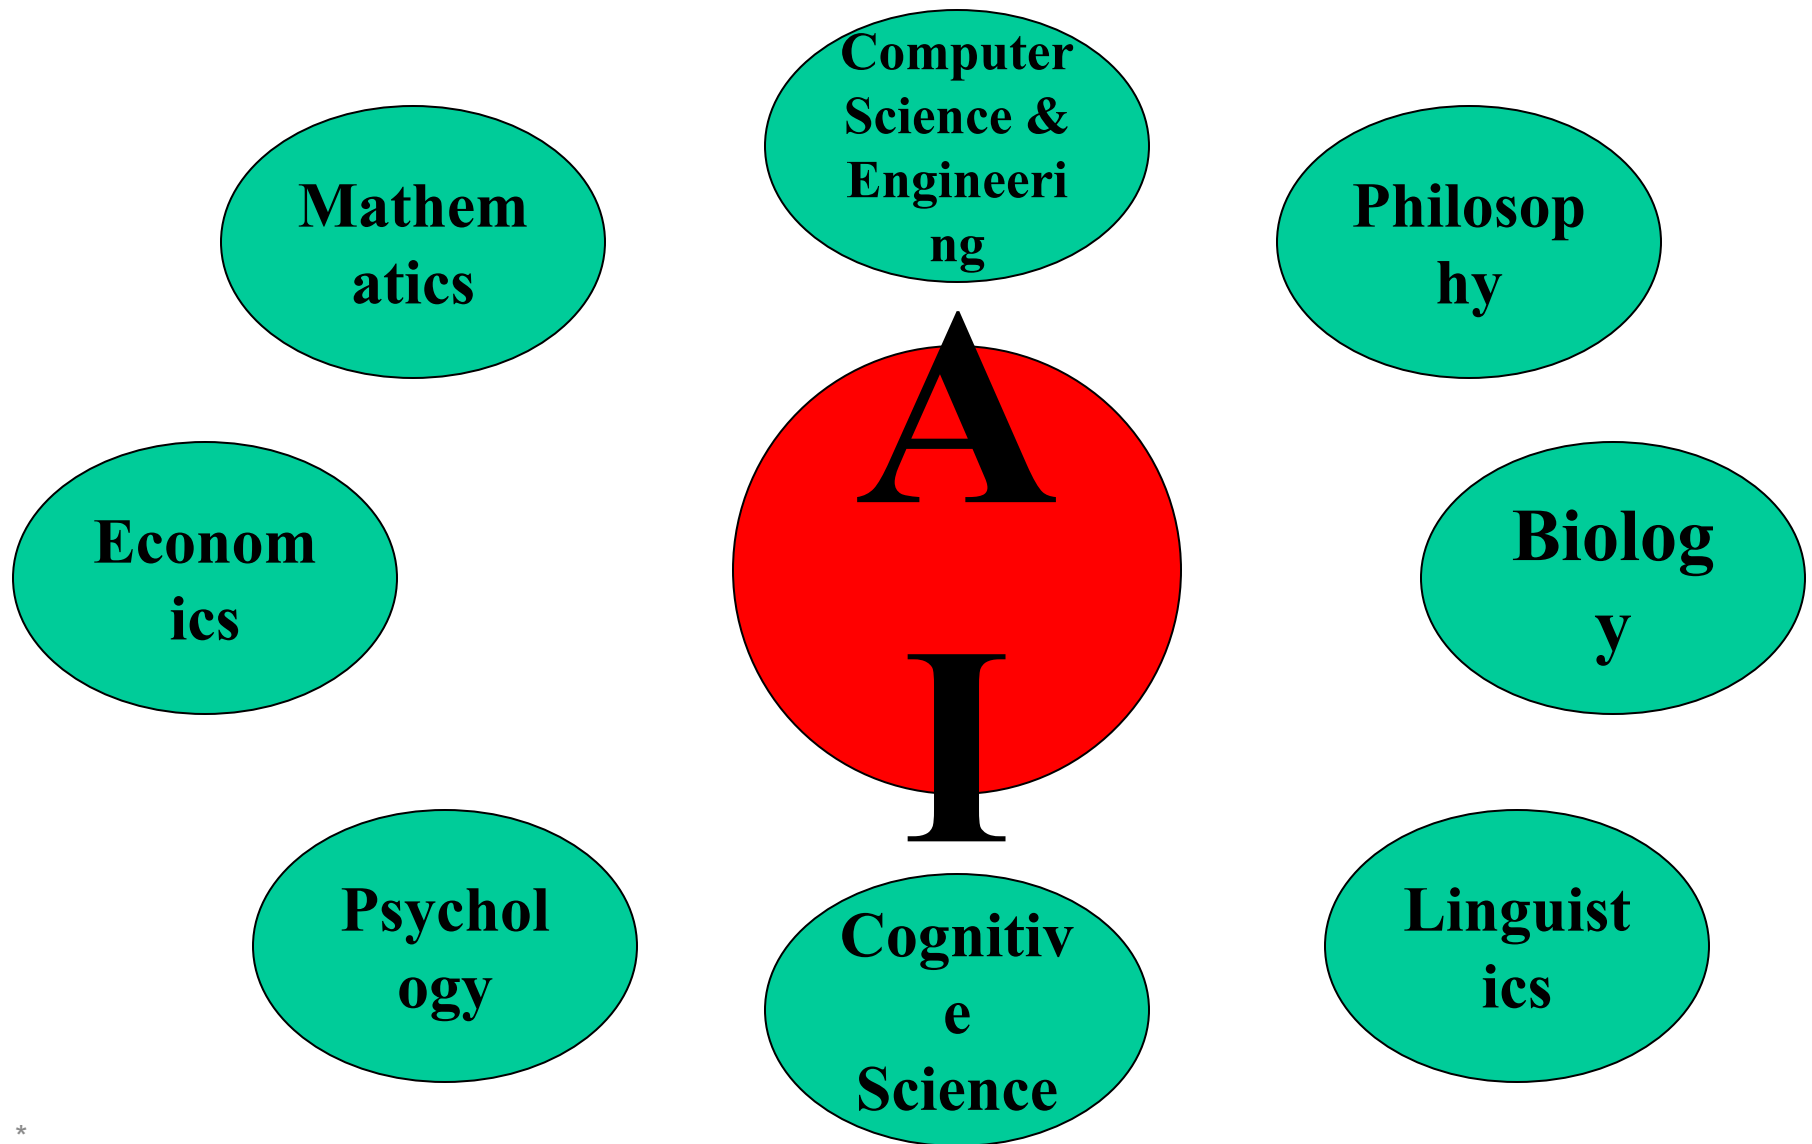 Computer
Science &
Engineeri
ng
Mathem
atics
Philosop
hy
A
I
Econom
ics
Biolog
y
Psychol
ogy
Cognitiv
e
Science
Linguist
ics
*